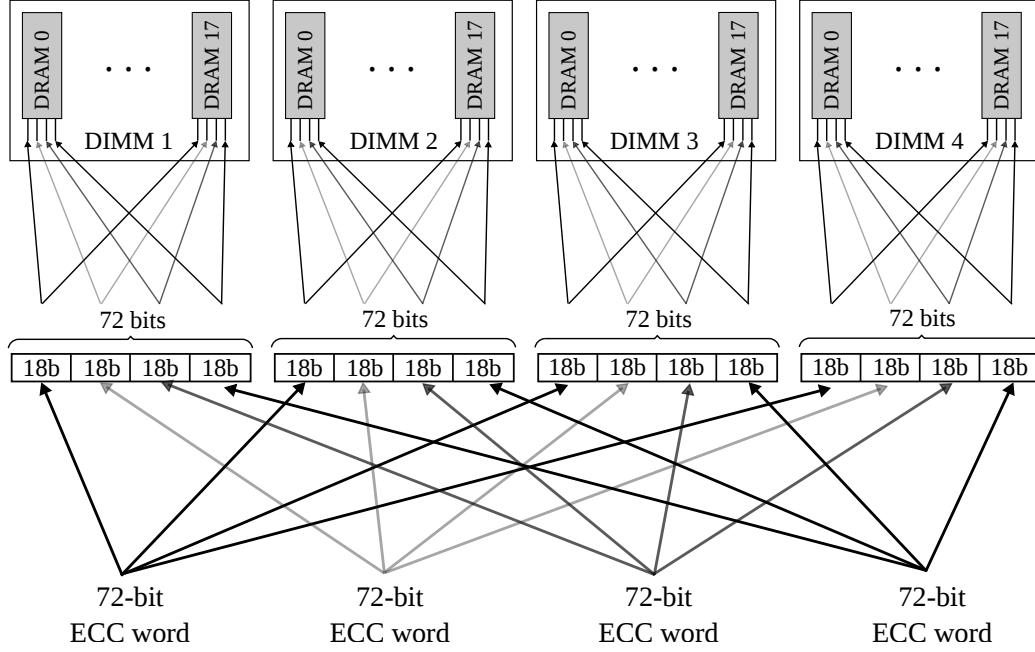 DRAM 0 . . . DRAM 17 DRAM 0 . . . DRAM 17 DRAM 0 . . . DRAM 17 DRAM 0 . . . DRAM 17
DIMM 1 DIMM 2 DIMM 3 DIMM 4
72 bits 72 bits 72 bits 72 bits
18b 18b 18b 18b 18b 18b 18b 18b 18b 18b 18b 18b 18b 18b 18b 18b
72-bit 72-bit 72-bit 72-bit
ECC word ECC word ECC word ECC word